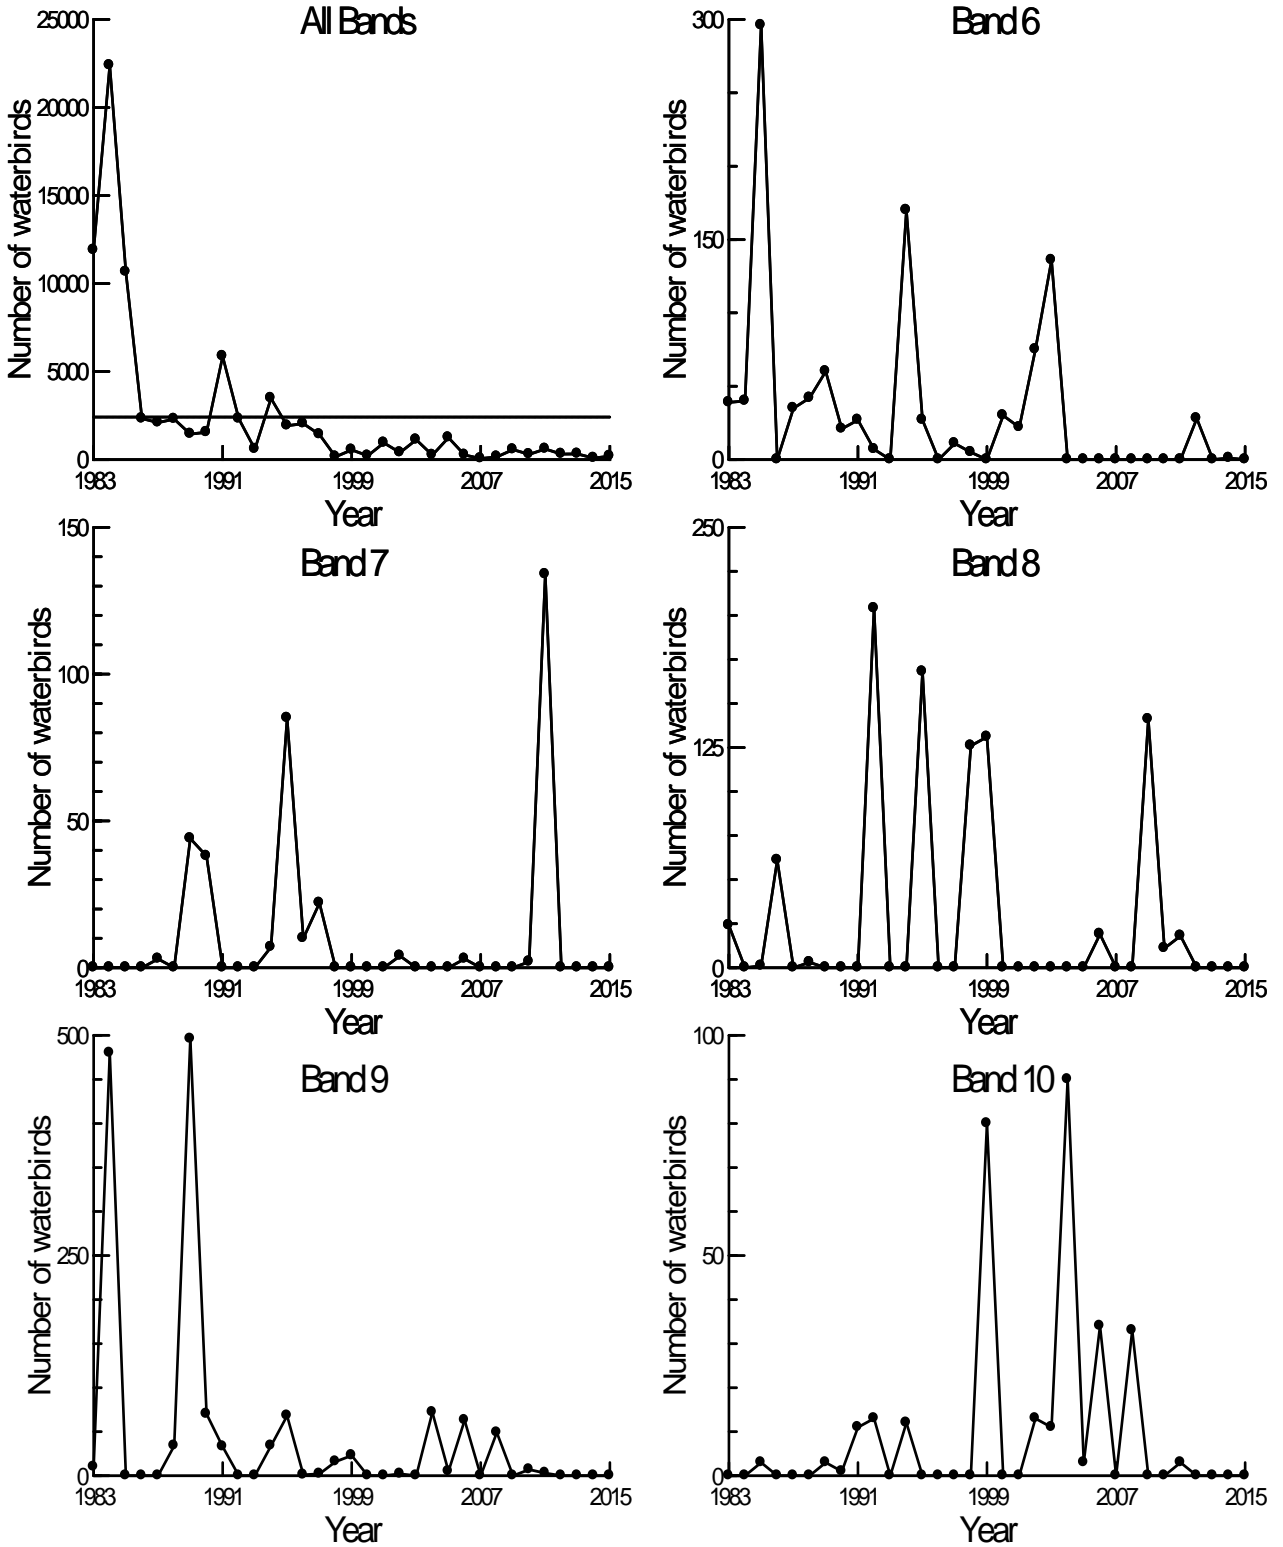 All Bands
Number of waterbirds
25000
20000
15000
10000
5000
0
1983 1991 1999 2007 2015
Year
Band 6
Number of waterbirds
300
150
0
1983 1991 1999 2007 2015
Year
Band 7
Number of waterbirds
150
100
50
0
1983 1991 1999 2007 2015
Year
Band 8
Number of waterbirds
250
125
0
1983 1991 1999 2007 2015
Year
Band 9
Number of waterbirds
500
250
0
1983 1991 1999 2007 2015
Year
Band 10
Number of waterbirds
100
50
0
1983 1991 1999 2007 2015
Year